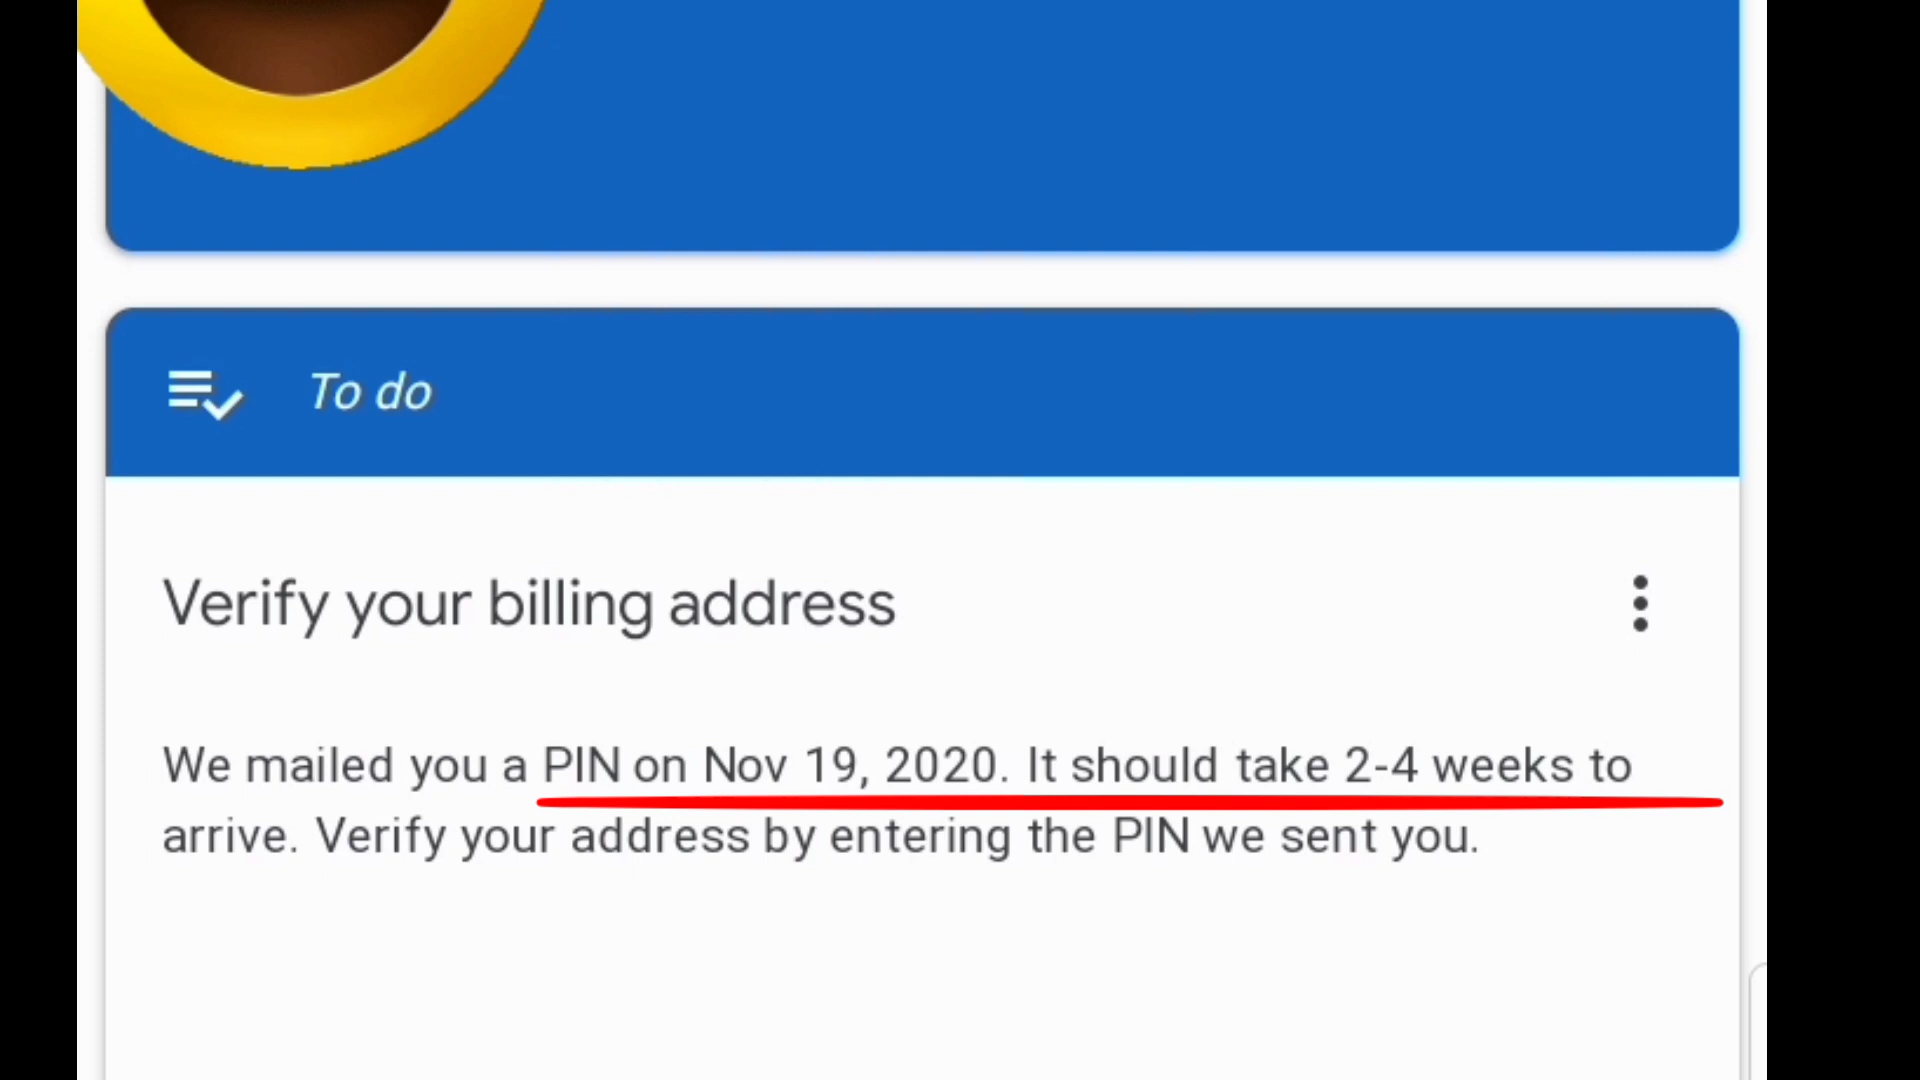 To do
Verify your billing address
We mailed you a PIN on Nov 19, 2020. It should take 2-4 weeks to
arrive. Verify your address by entering the PIN we sent you.